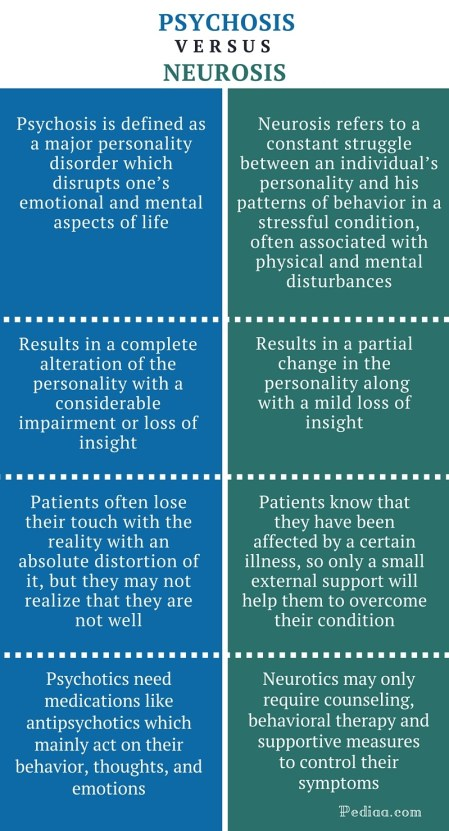 PSYCHOSIS
VERSUS
NEUROSIS
Psychosis is defined as
a major personality
disorder which
disrupts one's
emotional and mental
aspects of life
Neurosis refers to a
constant struggle
between an individual's
personality and his
patterns of behavior in a
stressful condition,
often associated with
physical and mental
disturbances
Results in a complete
alteration of the
personality with a
considerable
impairment or loss of
insight
Results in a partial
change in the
personality along
with a mild loss of
insight
Patients often lose
their touch with the
reality with an
absolute distortion of
it, but they may not
realize that they are
not well
Patients know that
they have been
affected by a certain
illness, so only a small
external support will
help them to overcome
their condition
Psychotics need
medications like
antipsychotics which
mainly act on their
behavior, thoughts, and
emotions
Neurotics may only
require counseling,
behavioral therapy and
supportive measures
to control their
symptoms
Pediaa.com